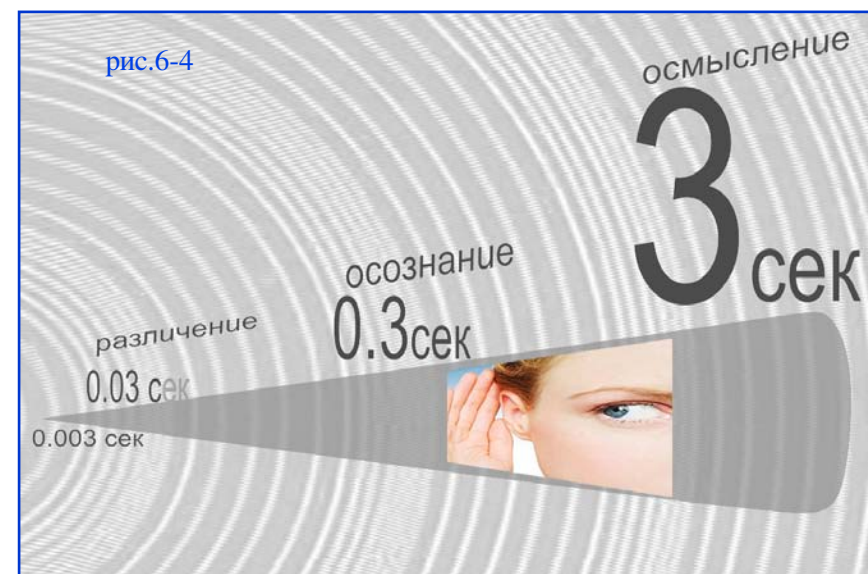 рис.6-4
осмысление
3 сек
осознание
0.3сек
различение
0.03 сек
0.003 сек